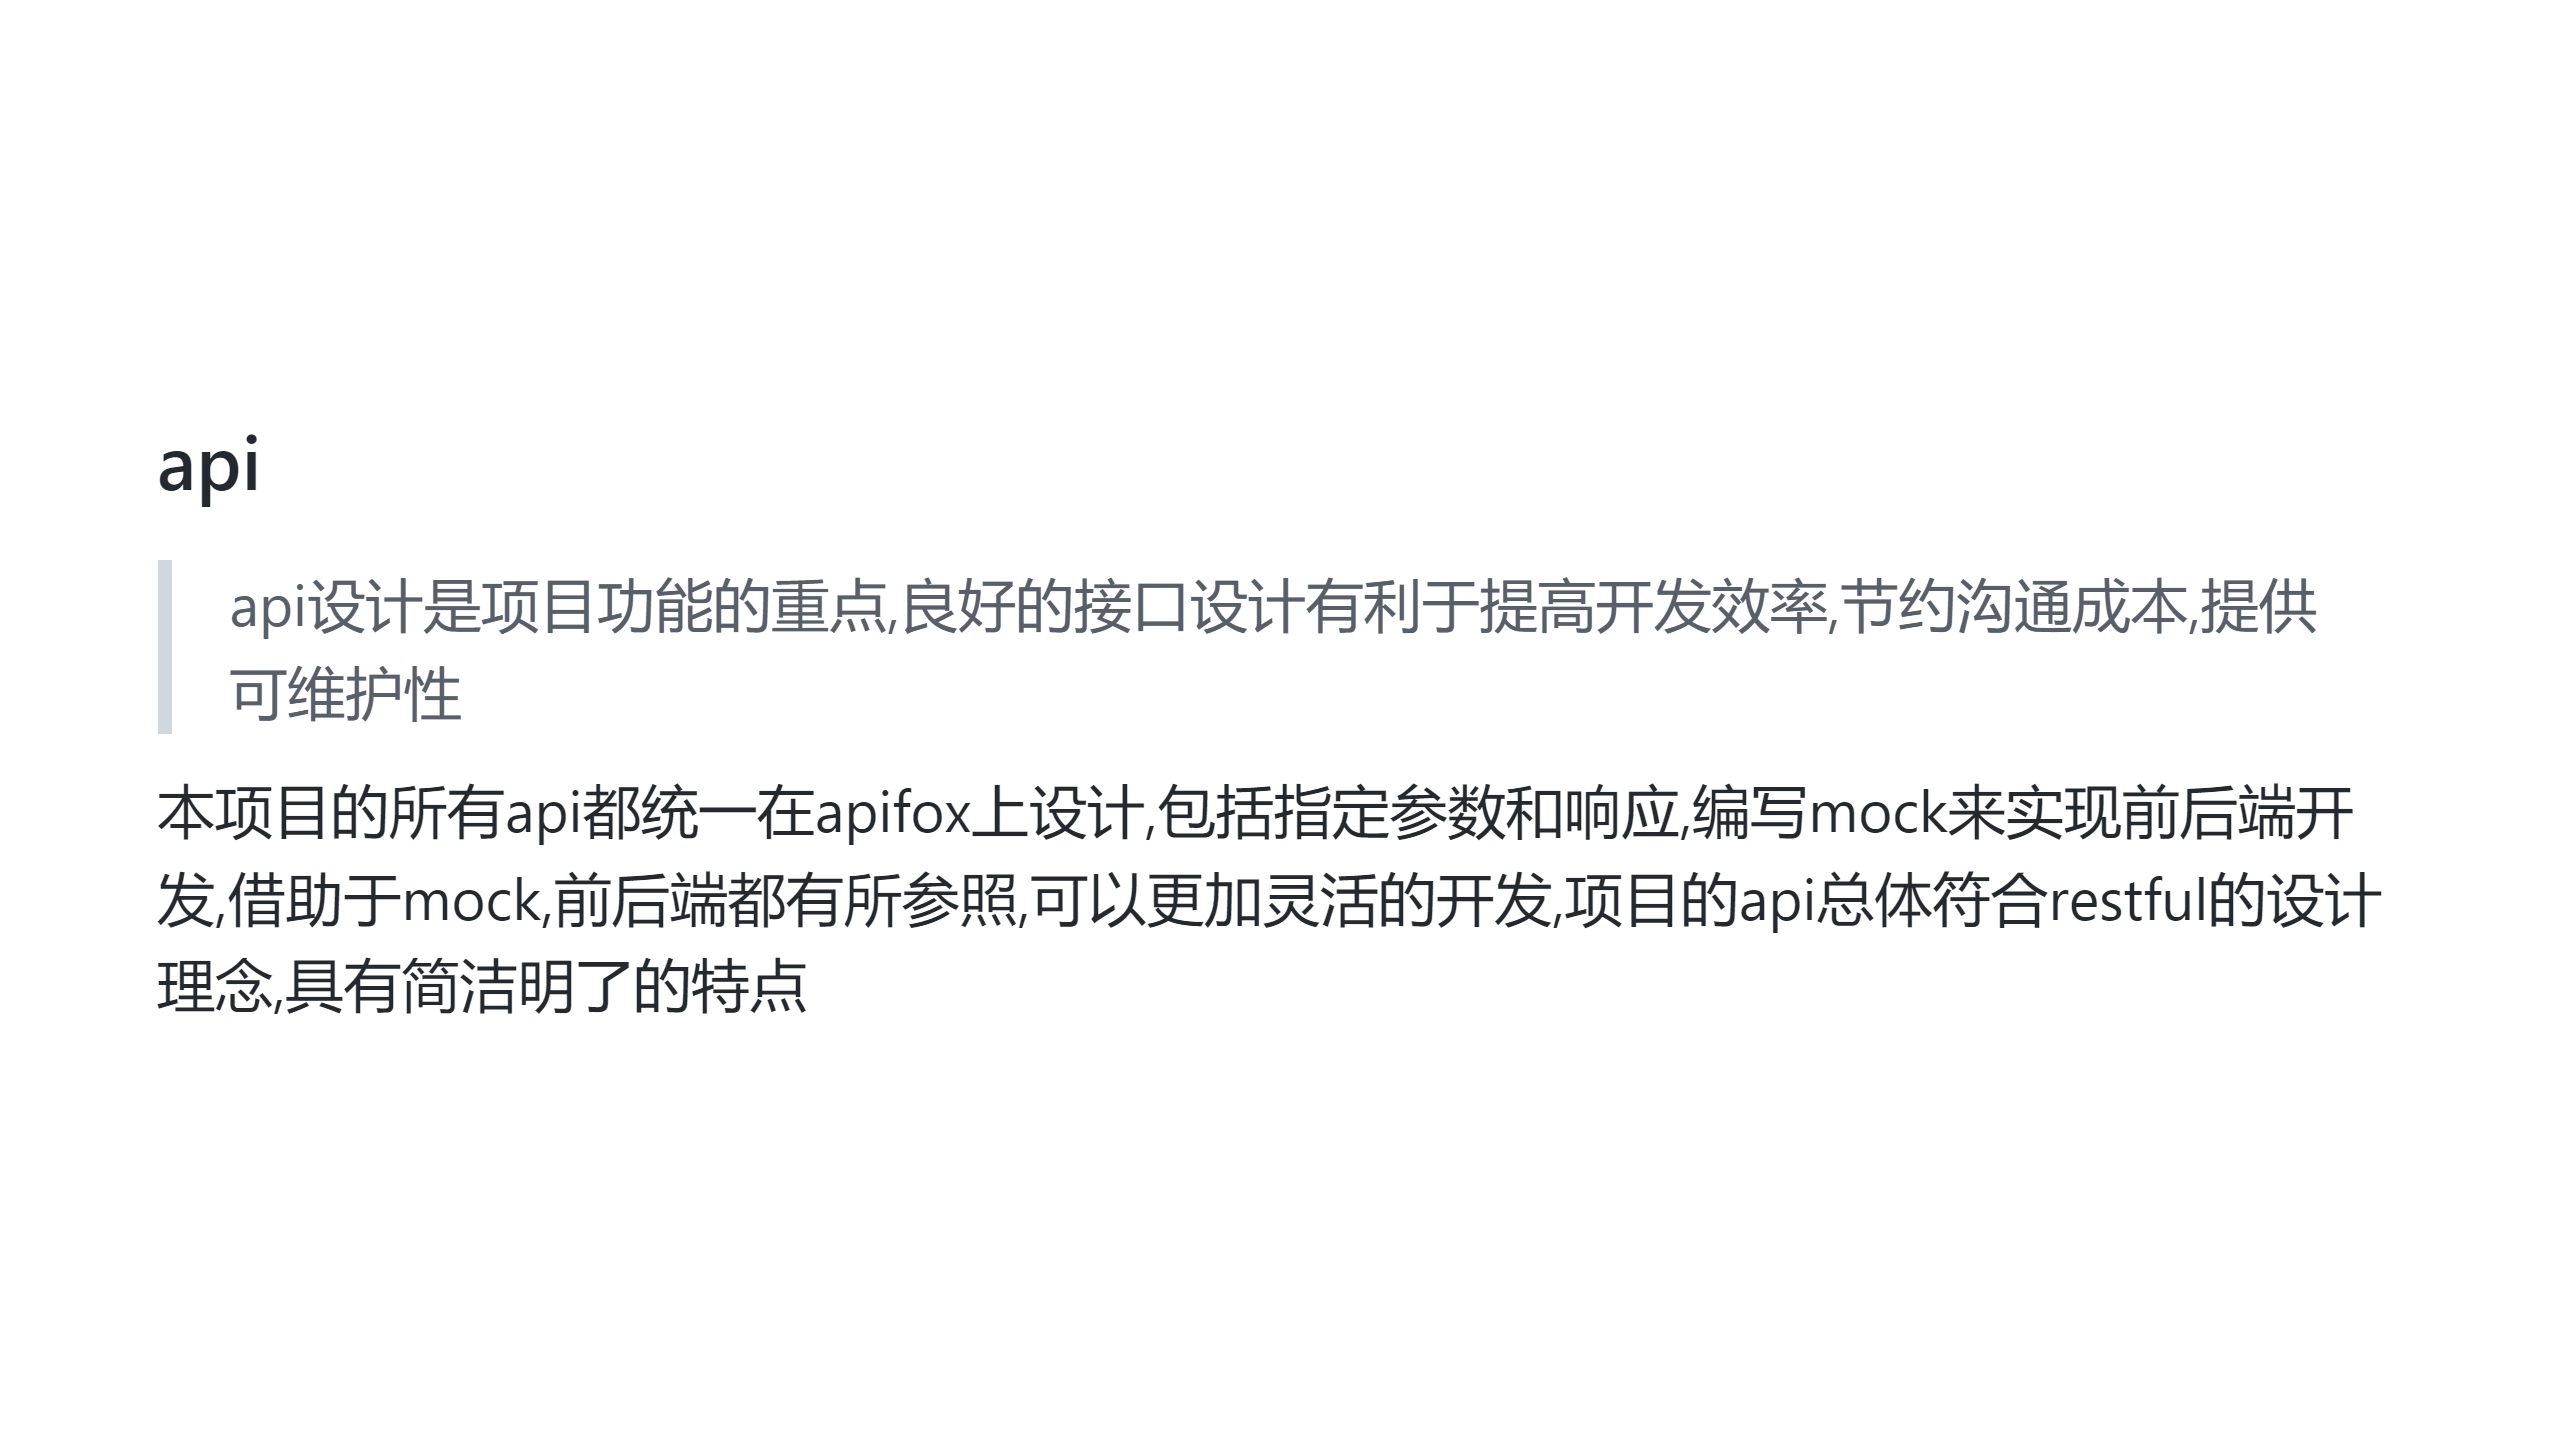 api
api设计是项目功能的重点,良好的接口设计有利于提高开发效率,节约沟通成本,提供
可维护性
本项目的所有api都统一在apifox上设计,包括指定参数和响应,编写mock来实现前后端开
发,借助于mock,前后端都有所参照,可以更加灵活的开发,项目的api总体符合restful的设计
理念,具有简洁明了的特点